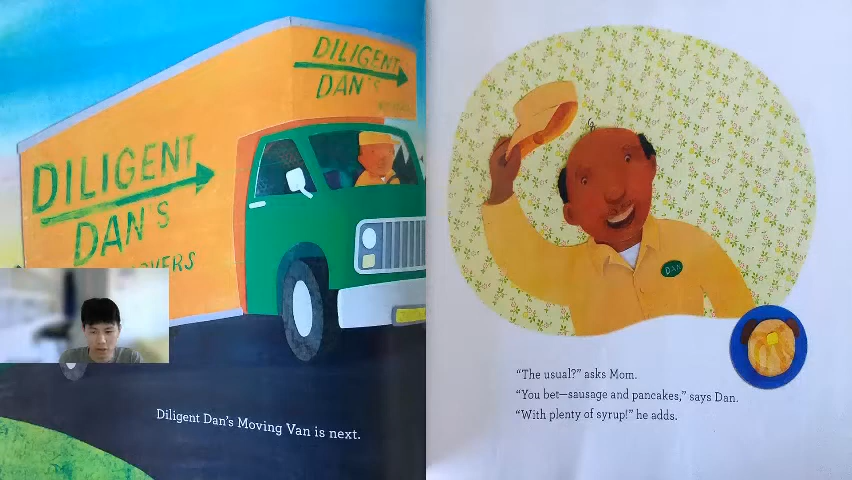 DILIGENT
DAN'S
DILIGENT
DAN'S
MOVERS
Diligent Dan's Moving Van is next.
DAN
"The usual?" asks Mom.
"You bet—sausage and pancakes," says Dan.
"With plenty of syrup!" he adds.